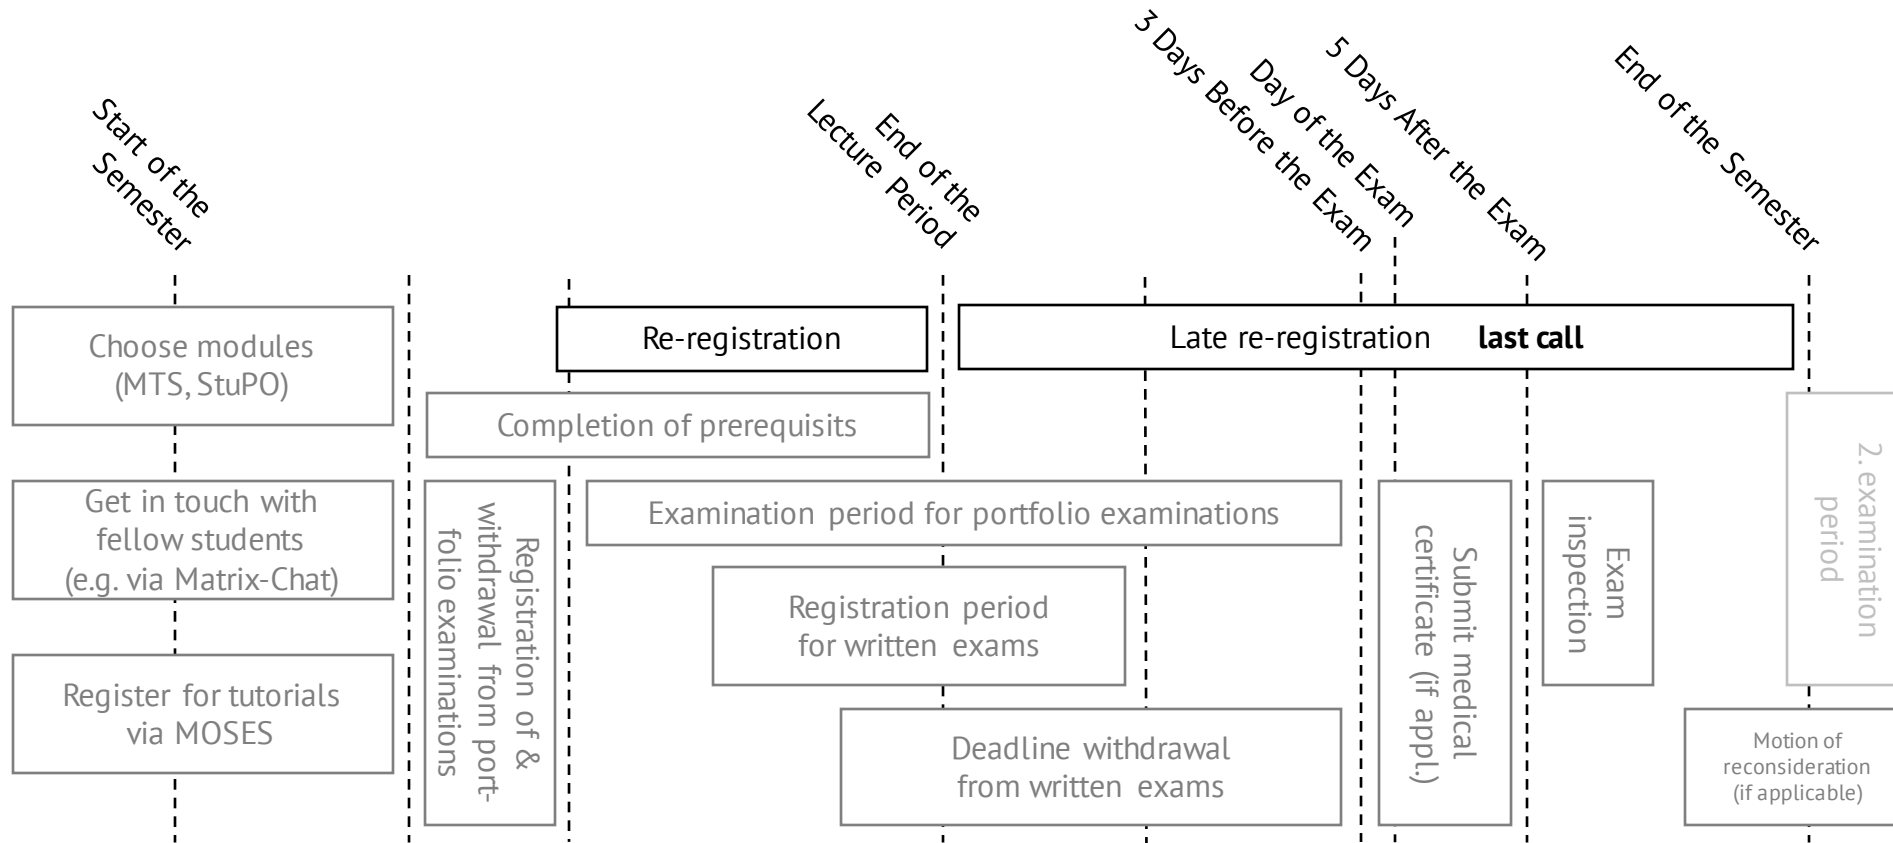 Start of the
Semester
End of the
Lecture Period
3 Days Before the Exam
Day of the Exam
5 Days After the Exam
End of the Semester
Choose modules
(MTS, StuPO)
Re-registration
Late re-registration last call
Completion of prerequisits
Get in touch with
fellow students
(e.g. via Matrix-Chat)
Registration of &
withdrawal from port-
folio examinations
Examination period for portfolio examinations
Registration period
for written exams
Submit medical
certificate (if appl.)
Exam
inspection
2. examination
period
Register for tutorials
via MOSES
Deadline withdrawal
from written exams
Motion of
reconsideration
(if applicable)